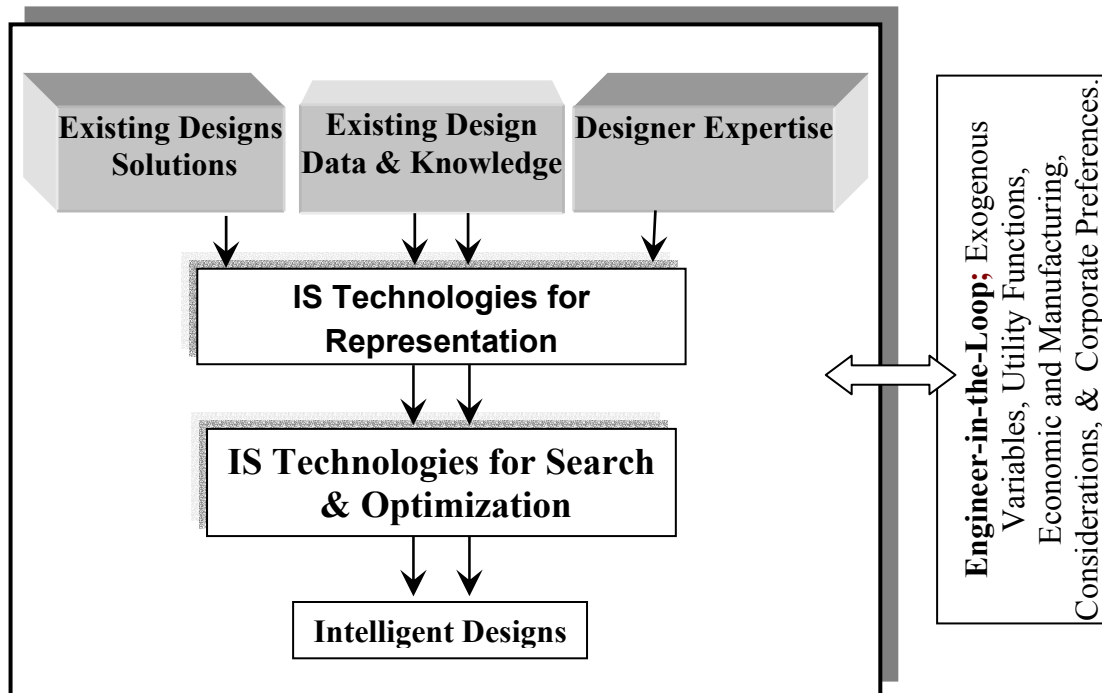 Existing Designs
Solutions
Existing Design
Data & Knowledge
Designer Expertise
IS Technologies for
Representation
IS Technologies for Search
& Optimization
Intelligent Designs
Engineer-in-the-Loop; Exogenous
Variables, Utility Functions,
Economic and Manufacturing,
Considerations, & Corporate Preferences.